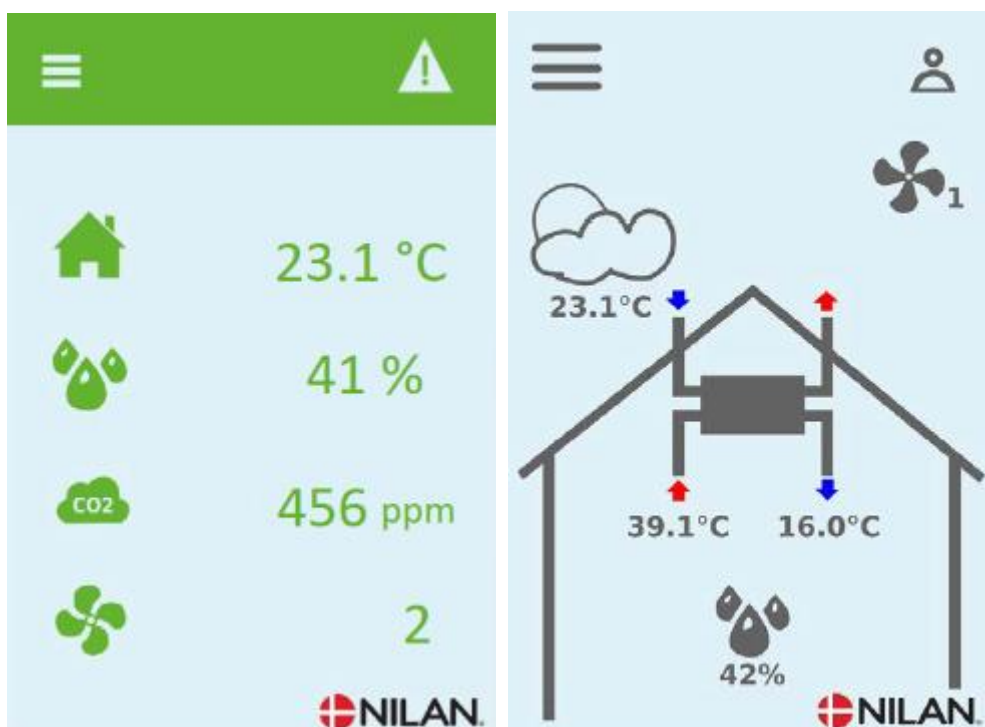 23.1 °C
41 %
CO2
456 ppm
2
NILAN
1
23.1°C
39.1°C
16.0°C
42%
NILAN